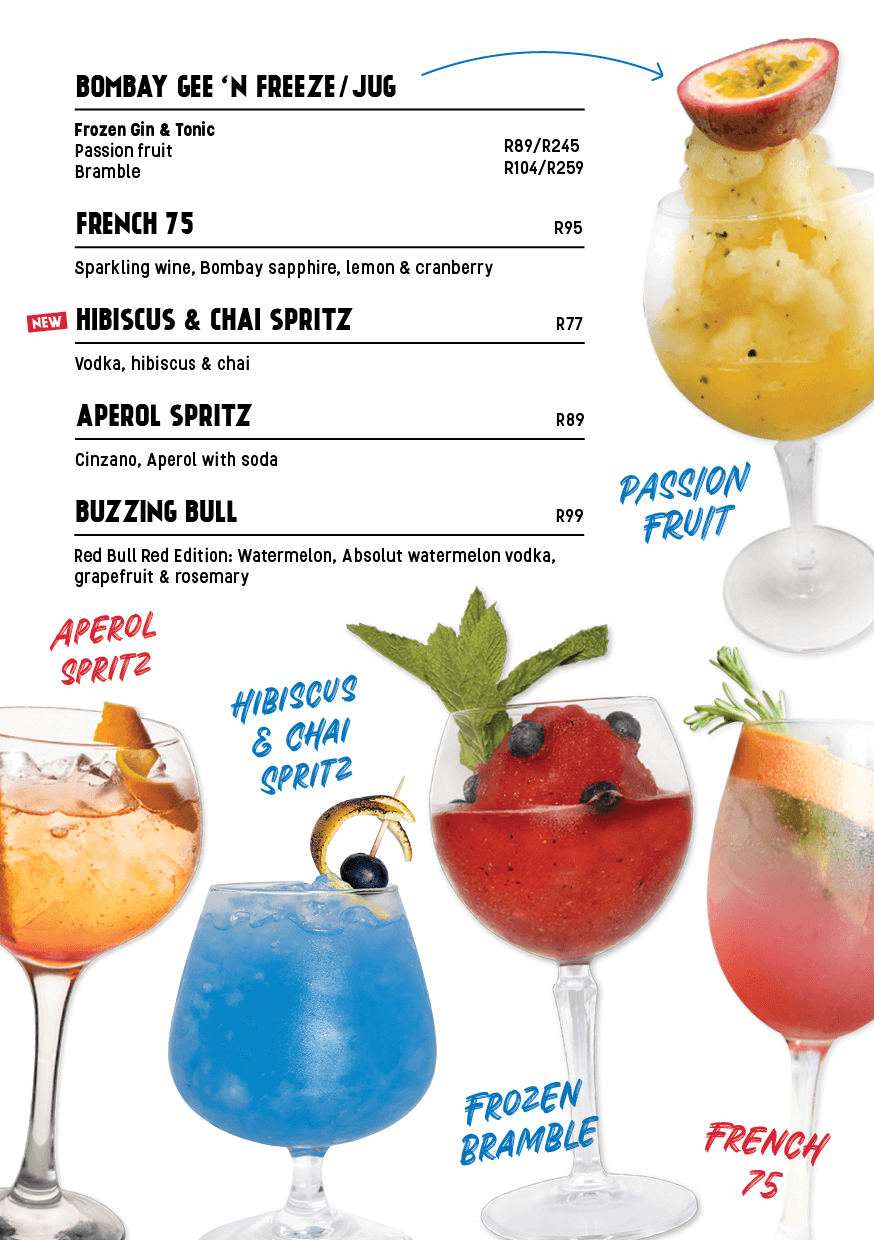 BOMBAY GEE ‘N FREEZE / JUG
Frozen Gin & Tonic
Passion fruit R89/R245
Bramble R104/R259
FRENCH 75 R95
Sparkling wine, Bombay sapphire, lemon & cranberry
NEW HIBISCUS & CHAI SPRITZ R77
Vodka, hibiscus & chai
APEROL SPRITZ R89
Cinzano, Aperol with soda
BUZZING BULL R99
Red Bull Red Edition: Watermelon, Absolut watermelon vodka,
grapefruit & rosemary
PASSION
FRUIT
APEROL
SPRITZ
HIBISCUS
& CHAI
SPRITZ
FROZEN
BRAMBLE
FRENCH
75